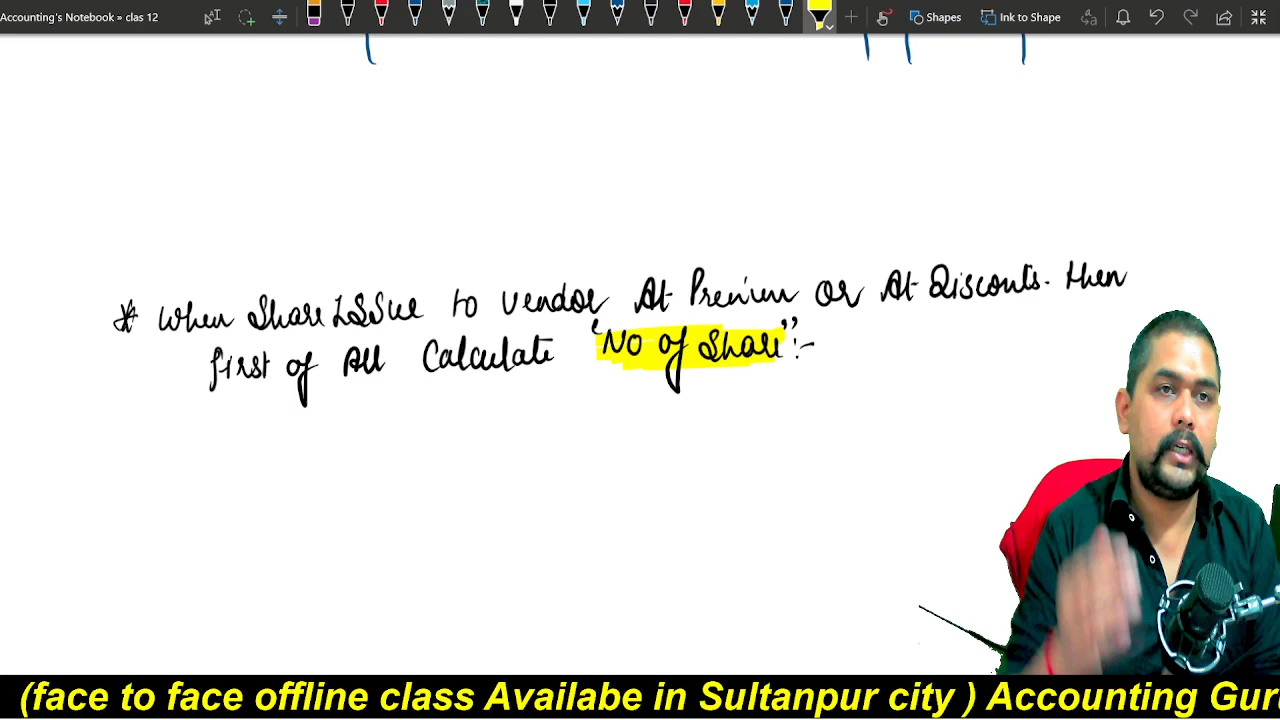 Accounting's Notebook » clas 12
Shapes
Ink to Shape
* When Share ISSue to vendor At Premium Or At Disconts. then
first of All Calculate "No of Share":-
(face to face offline class Availabe in Sultanpur city ) Accounting Gur